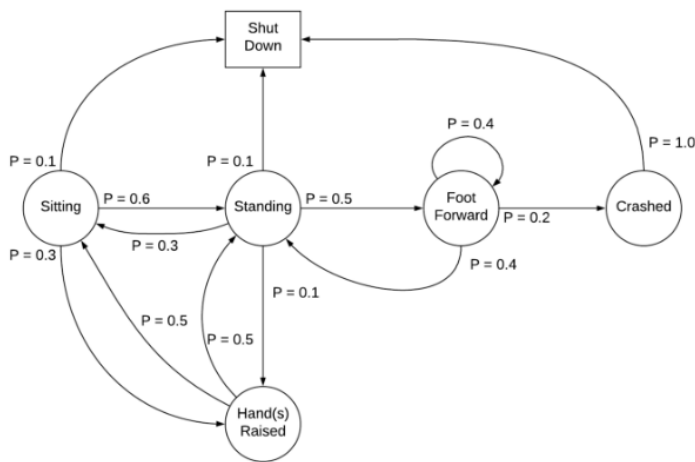 Shut
Down
P = 0.4
P = 1.0
P = 0.1
P = 0.1
Sitting
P = 0.6
Standing
P = 0.5
Foot
Forward
P = 0.2
Crashed
P = 0.3
P = 0.3
P = 0.4
P = 0.1
P = 0.5
P = 0.5
Hand(s)
Raised